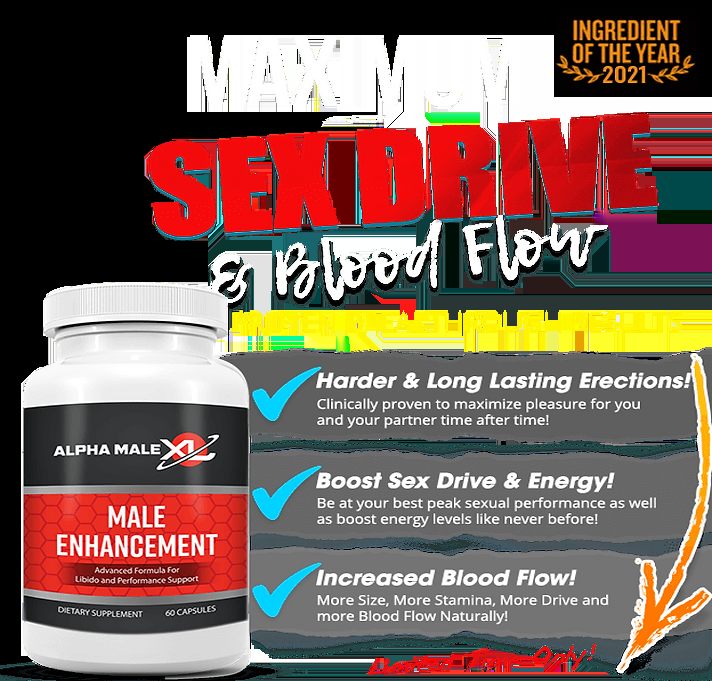 INGREDIENT
OF THE YEAR
2021
SEX DRIVE
& Blood Flow
Harder & Long Lasting Erections!
Clinically proven to maximize pleasure for you
and your partner time after time!
Boost Sex Drive & Energy!
Be at your best peak sexual performance as well
as boost energy levels like never before!
Increased Blood Flow!
More Size, More Stamina, More Drive and
more Blood Flow Naturally!
ALPHA MALE XL
MALE
ENHANCEMENT
Advanced Formula For
Libido and Performance Support
DIETARY SUPPLEMENT 60 CAPSULES